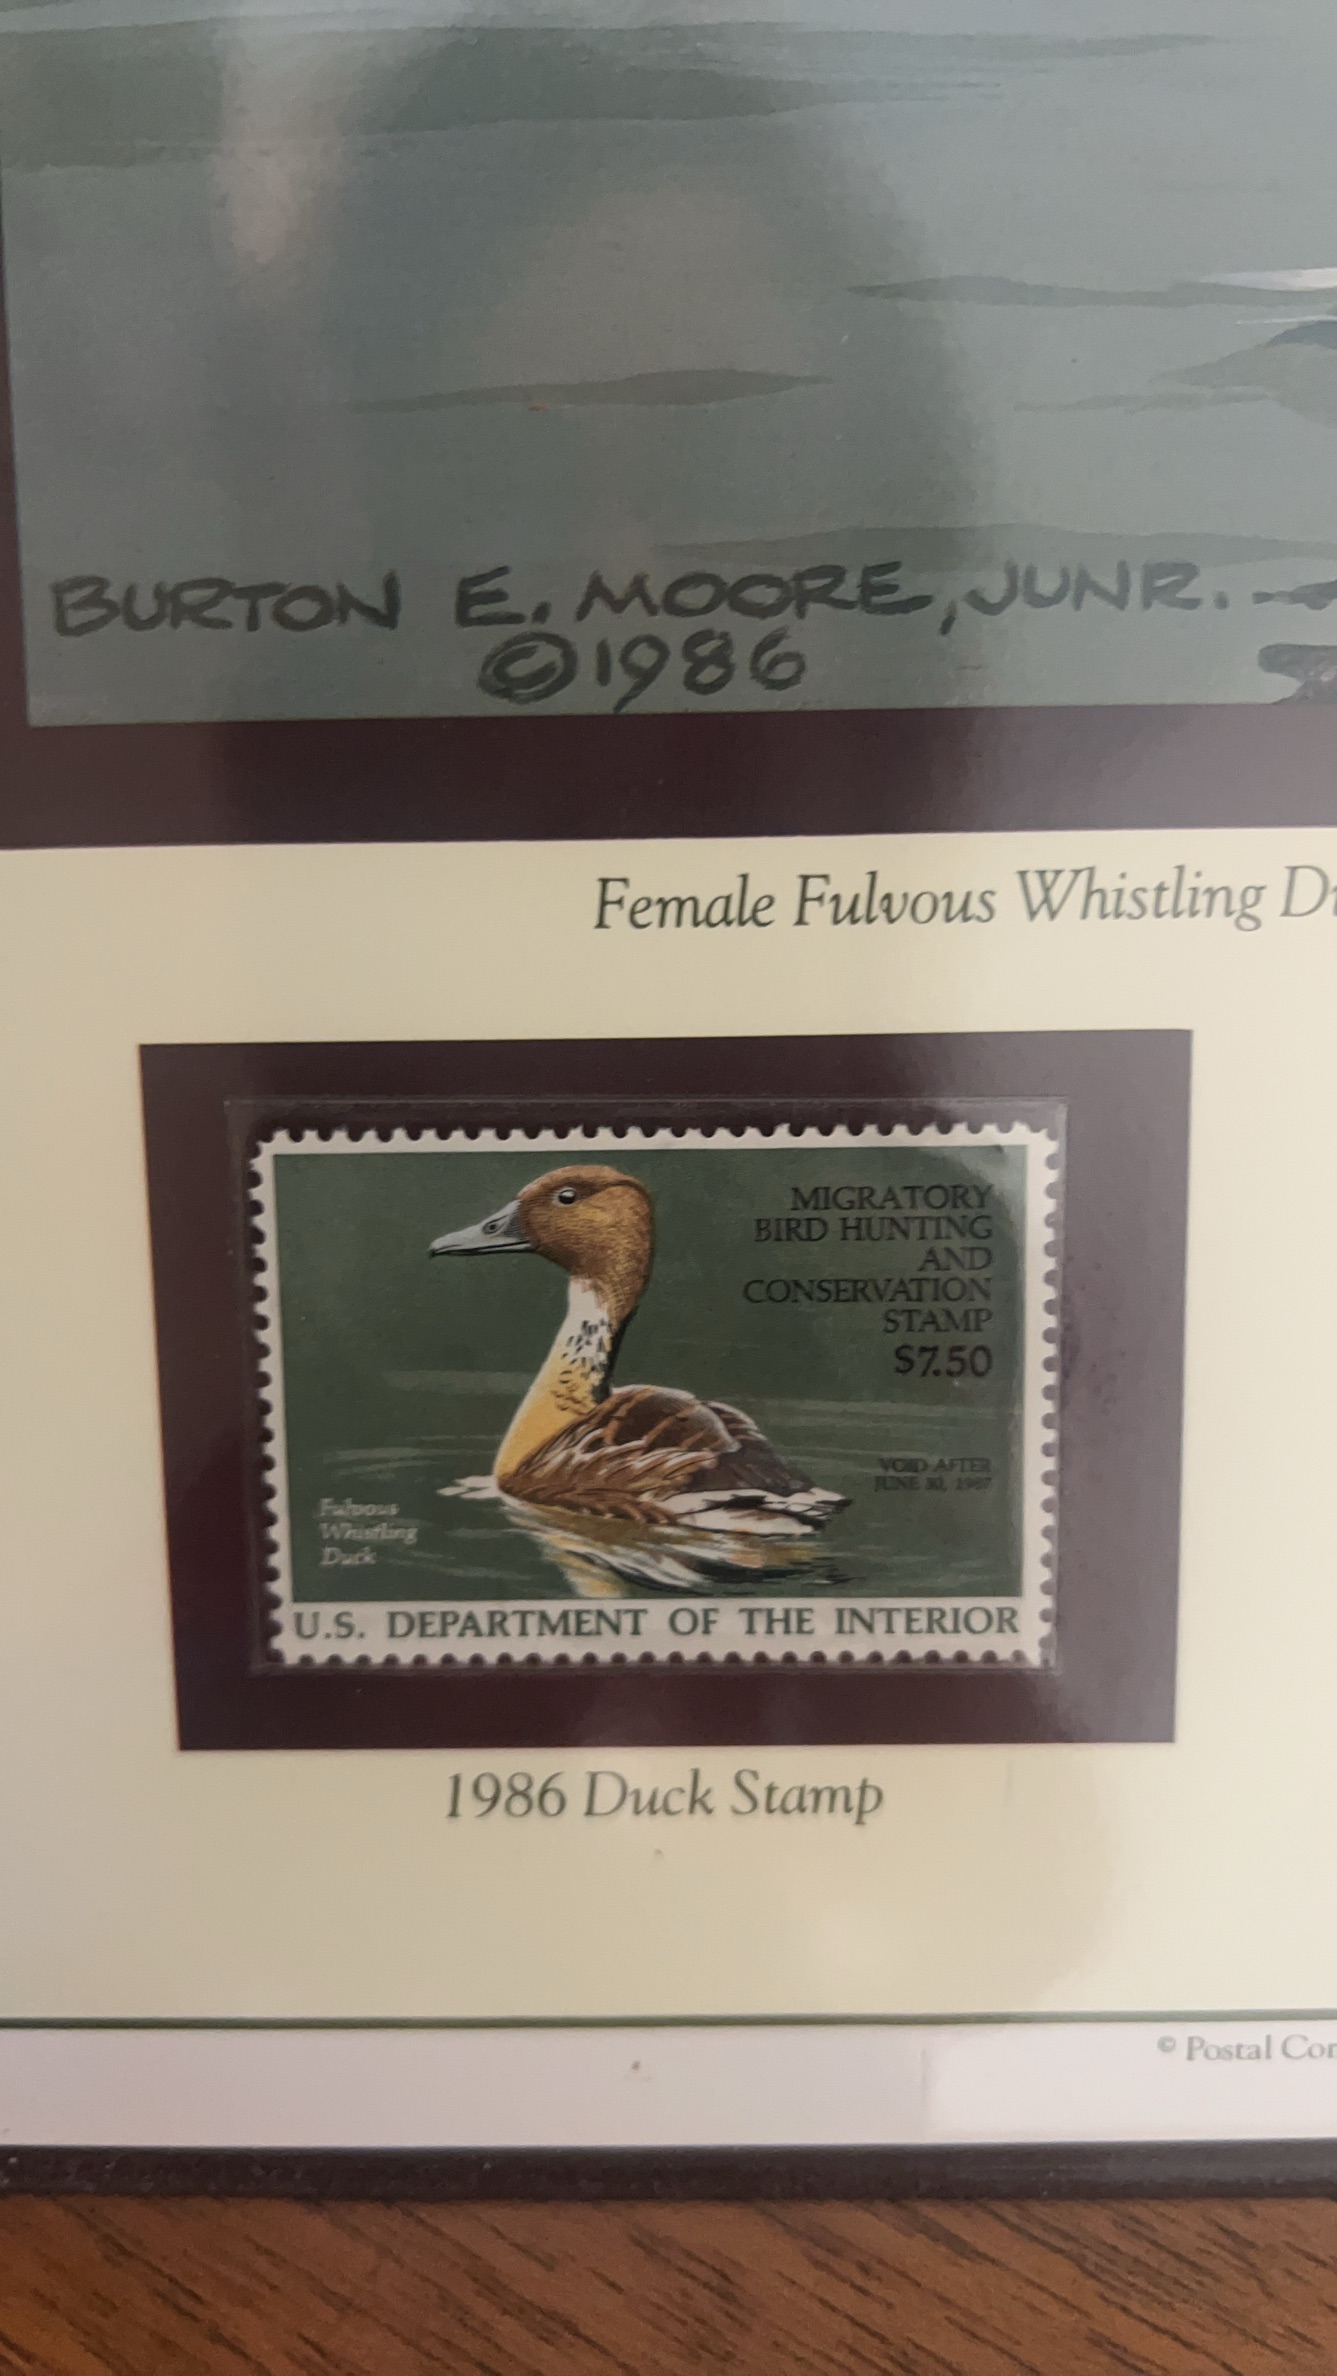 BURTON E. MOORE, JUNR.
©1986
Female Fulvous Whistling
MIGRATORY
BIRD HUNTING
AND
CONSERVATION
STAMP
$7.50
VOID AFTER
JUNE 30, 1987
Fulvous
Whistling
Duck
U.S. DEPARTMENT OF THE INTERIOR
1986 Duck Stamp
© Postal